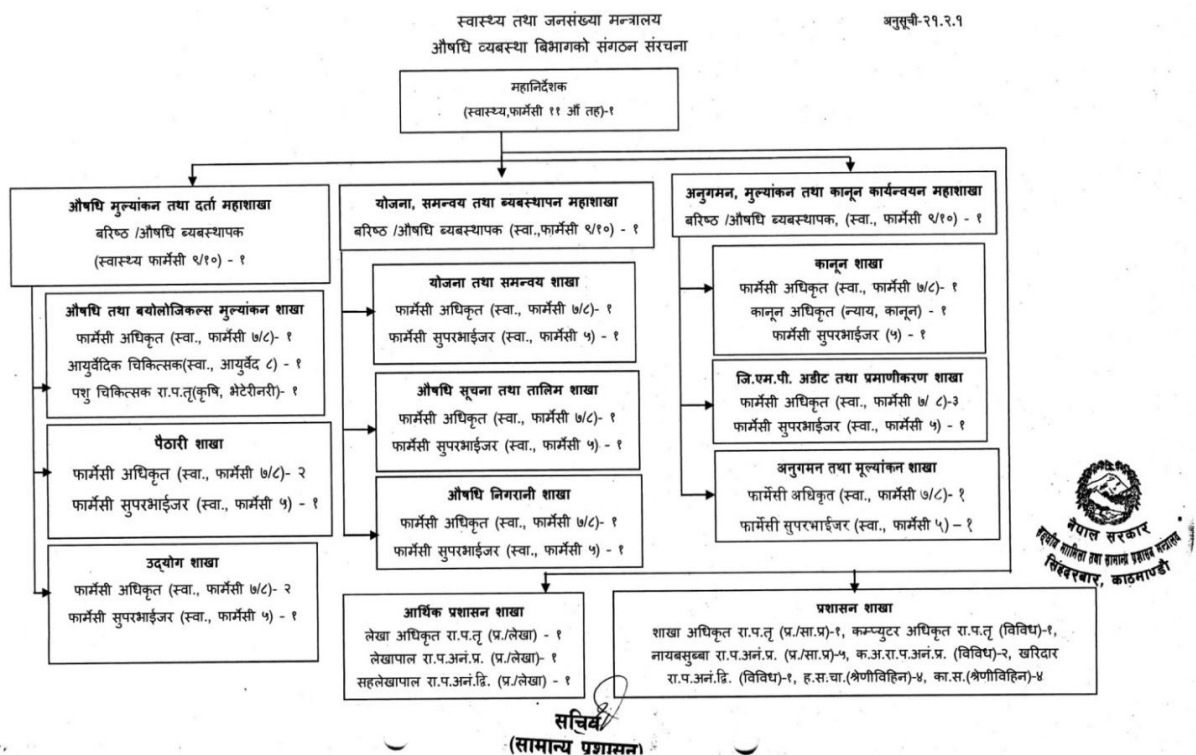 स्वास्थ्य तथा जनसंख्या मन्त्रालय
अनुसूची-२१.२.१
औषधि व्यबस्था बिभागको संगठन संरचना
महानिर्देशक
(स्वास्थ्य,फार्मेसी ११ औं तह)-१
औषधि मुल्यांकन तथा दर्ता महाशाखा
बरिष्ठ /औषधि ब्यबस्थापक
(स्वास्थ्य फार्मेसी ९/१०) - १
औषधि तथा बयोलोजिकल्स मुल्यांकन शाखा
फार्मेसी अधिकृत (स्वा., फार्मेसी ७/८)- १
आयुर्वेदिक चिकित्सक(स्वा., आयुर्वेद ८) - १
पशु चिकित्सक रा.प.तृ(कृषि, भेटेरीनरी)- १
पैठारी शाखा
फार्मेसी अधिकृत (स्वा., फार्मेसी ७/८)- २
फार्मेसी सुपरभाईजर (स्वा., फार्मेसी ५) - १
उद्योग शाखा
फार्मेसी अधिकृत (स्वा., फार्मेसी ७/८)- २
फार्मेसी सुपरभाईजर (स्वा., फार्मेसी ५) - १
योजना, समन्वय तथा ब्यबस्थापन महाशाखा
बरिष्ठ /औषधि ब्यबस्थापक (स्वा.,फार्मेसी ९/१०) - १
योजना तथा समन्वय शाखा
फार्मेसी अधिकृत (स्वा., फार्मेसी ७/८)- १
फार्मेसी सुपरभाईजर (स्वा., फार्मेसी ५) - १
औषधि सूचना तथा तालिम शाखा
फार्मेसी अधिकृत (स्वा., फार्मेसी ७/८)- १
फार्मेसी सुपरभाईजर (स्वा., फार्मेसी ५) - १
औषधि निगरानी शाखा
फार्मेसी अधिकृत (स्वा., फार्मेसी ७/८)- १
फार्मेसी सुपरभाईजर (स्वा., फार्मेसी ५) - १
अनुगमन, मुल्यांकन तथा कानून कार्यन्वयन महाशाखा
बरिष्ठ /औषधि ब्यबस्थापक, (स्वा., फार्मेसी ९/१०) - १
कानून शाखा
फार्मेसी अधिकृत (स्वा., फार्मेसी ७/८)- १
कानून अधिकृत (न्याय, कानून) - १
फार्मेसी सुपरभाईजर (५) - १
जि.एम.पी. अडीट तथा प्रमाणीकरण शाखा
फार्मेसी अधिकृत (स्वा., फार्मेसी ७/ ८)-३
फार्मेसी सुपरभाईजर (स्वा., फार्मेसी ५) - १
अनुगमन तथा मूल्यांकन शाखा
फार्मेसी अधिकृत (स्वा., फार्मेसी ७/८)- १
फार्मेसी सुपरभाईजर (स्वा., फार्मेसी ५) – १
आर्थिक प्रशासन शाखा
लेखा अधिकृत रा.प.तृ (प्र./लेखा) - १
लेखापाल रा.प.अनं.प्र. (प्र./लेखा)- १
सहलेखापाल रा.प.अनं.द्वि. (प्र./लेखा) - १
प्रशासन शाखा
शाखा अधिकृत रा.प.तृ (प्र./सा.प्र)-१, कम्प्युटर अधिकृत रा.प.तृ (विविध)-१,
नायबसुब्बा रा.प.अनं.प्र. (प्र./सा.प्र)-५, क.अ.रा.प.अनं.प्र. (विविध)-२, खरिदार
रा.प.अनं.द्वि. (विविध)-१, ह.स.चा.(श्रेणीविहिन)-४, का.स.(श्रेणीविहिन)-४
नेपाल सरकार
सिंहदरबार, काठमाण्डौ
सचिव
(सामान्य प्रशासन)